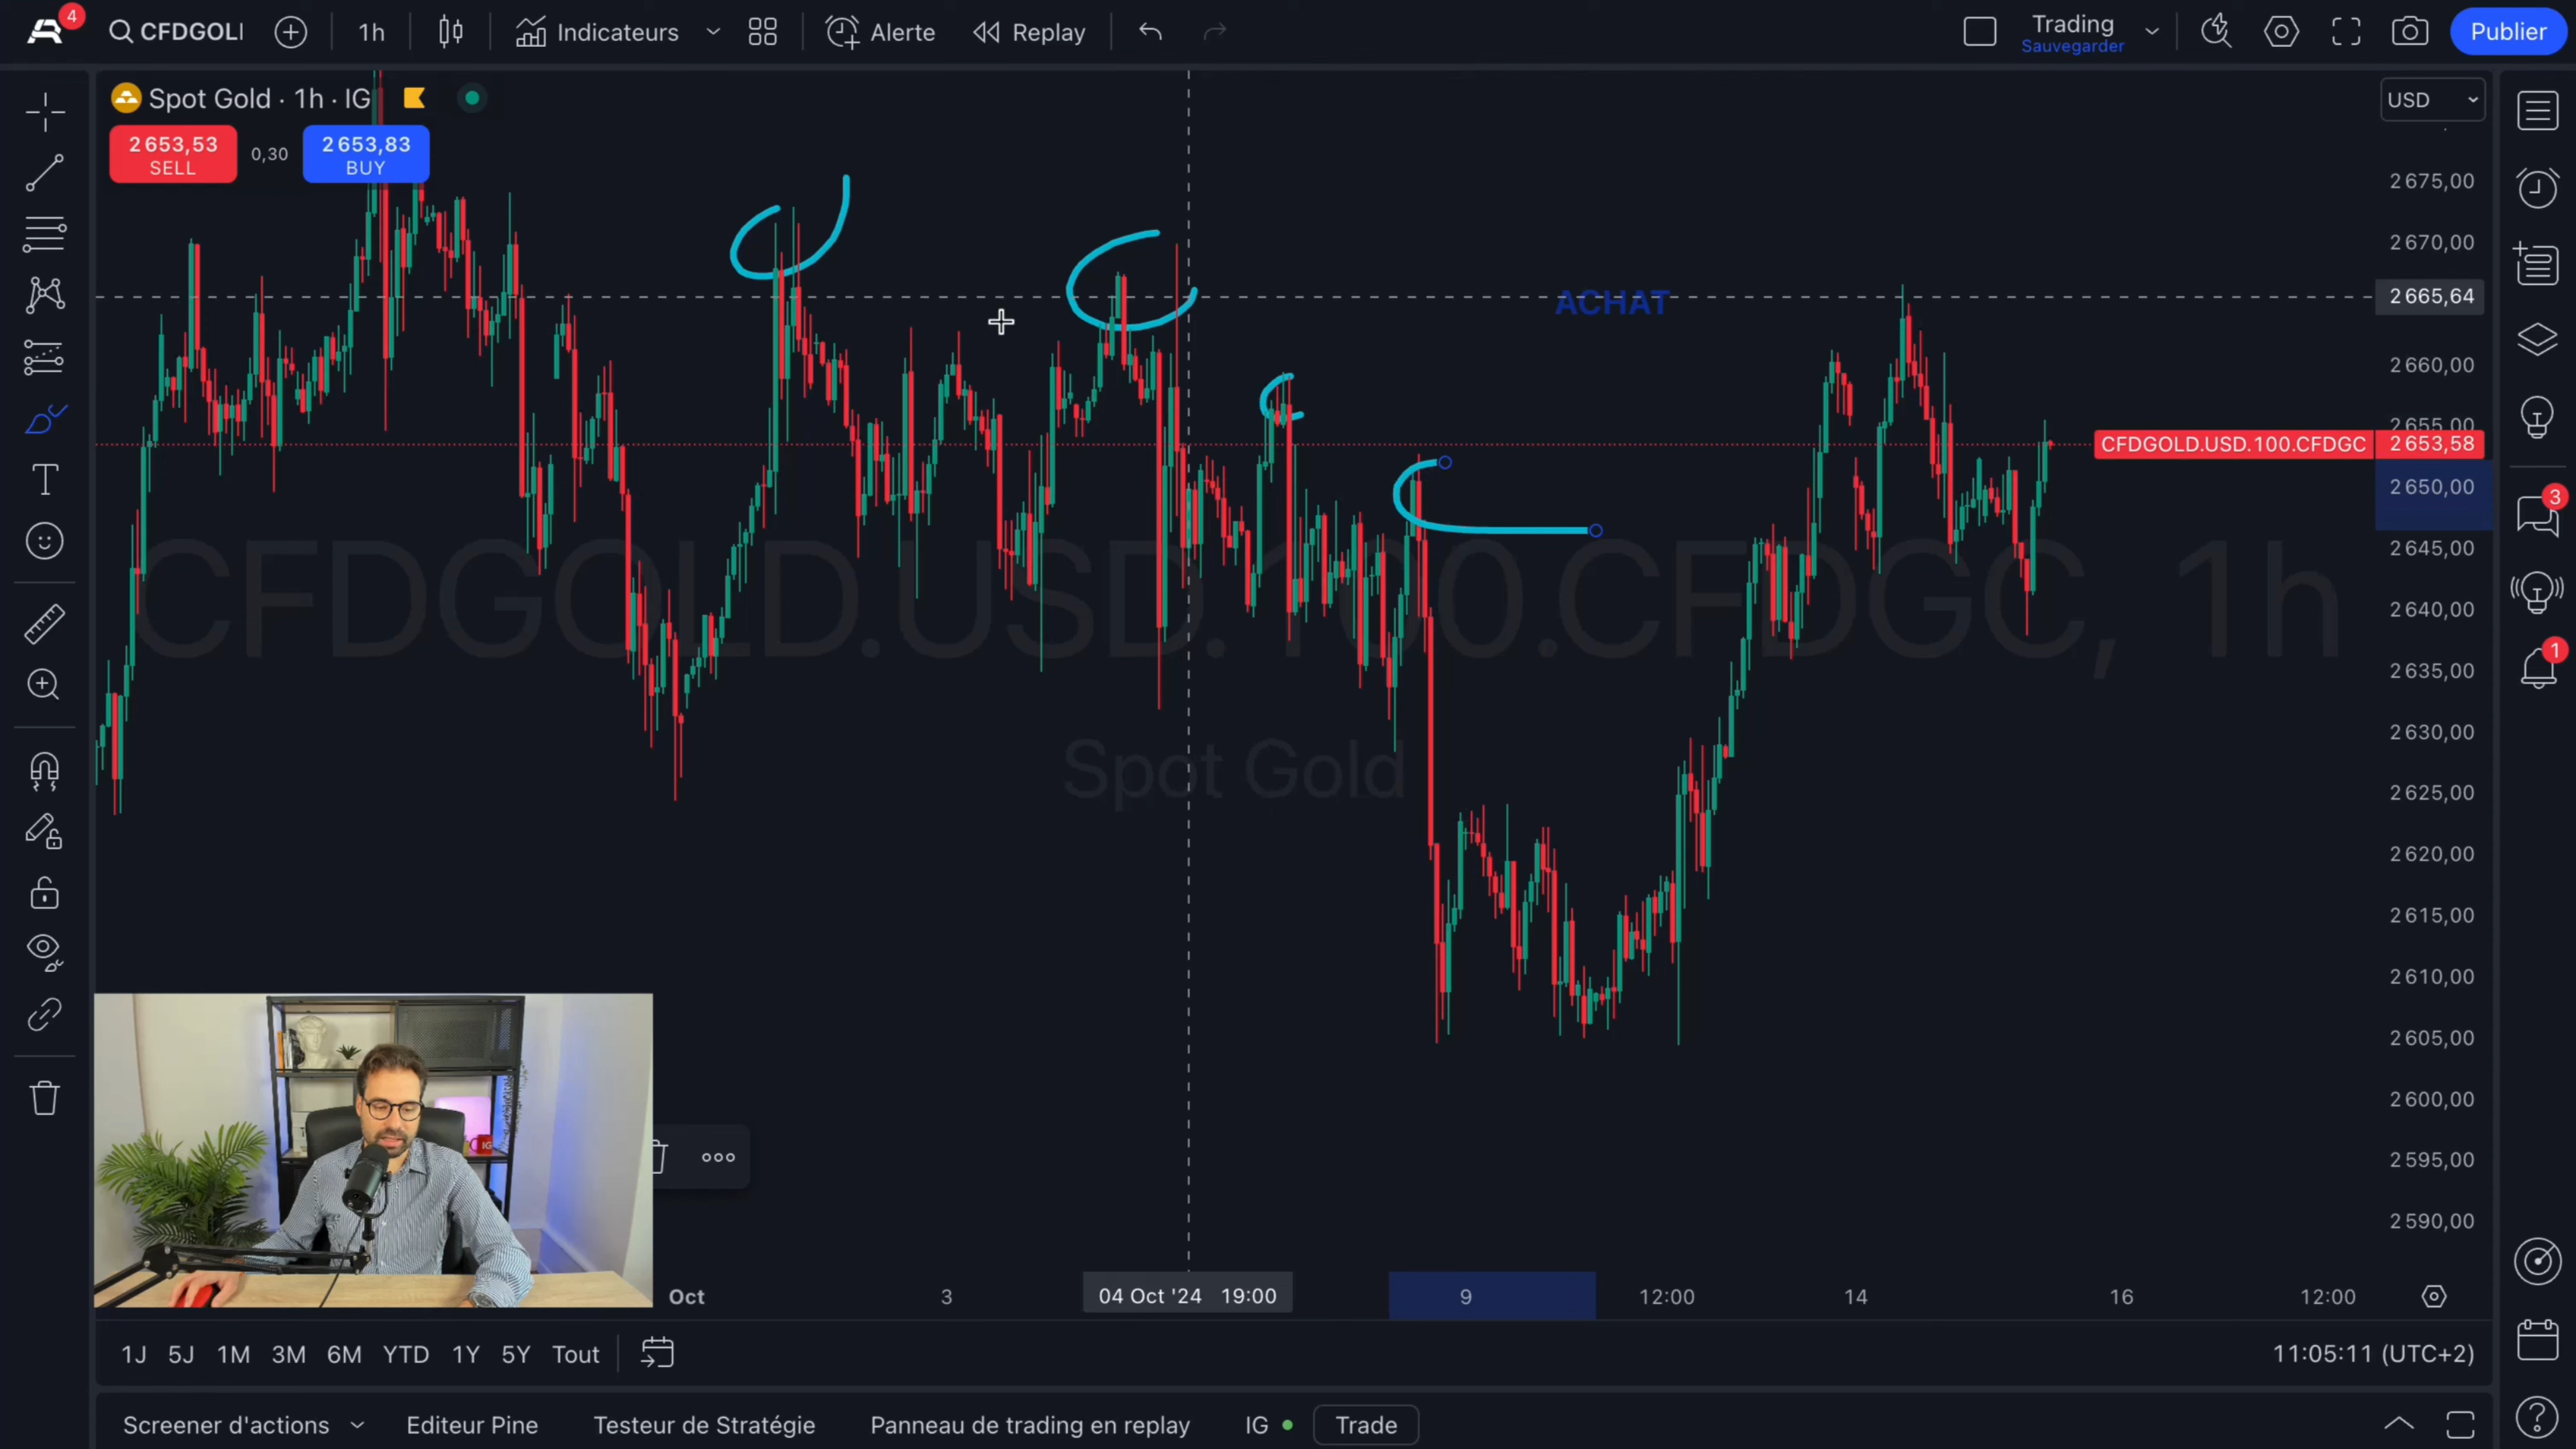 4
CFDGOLI
1h
Indicateurs
Alerte
Replay
Trading
Sauvegarder
Publier
Spot Gold · 1h · IG
USD
2 653,53
SELL
0,30
2 653,83
BUY
2 675,00
2 670,00
ACHAT
2 665,64
2 660,00
2 655,00
CFDGOLD.USD.100.CFDGC
2 653,58
2 650,00
2 645,00
CFDGOLD.USD.100.CFDGC, 1h
Spot Gold
2 640,00
2 635,00
2 630,00
2 625,00
2 620,00
2 615,00
2 610,00
2 605,00
2 600,00
2 595,00
2 590,00
3
1
IG
Oct
3
04 Oct '24 19:00
9
12:00
14
16
12:00
1J
5J
1M
3M
6M
YTD
1Y
5Y
Tout
11:05:11 (UTC+2)
Screener d'actions
Editeur Pine
Testeur de Stratégie
Panneau de trading en replay
IG
Trade